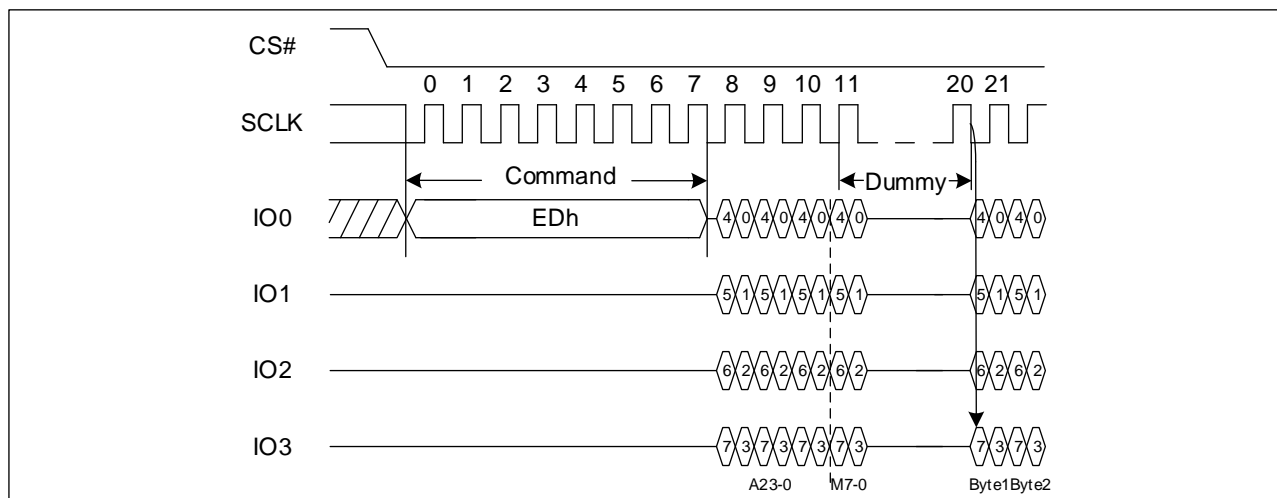 CS#
0 1 2 3 4 5 6 7 8 9 10 11 20 21
SCLK
Command Dummy
IO0 EDh 4 0 4 0 4 0 4 0 4 0 4 0
IO1 5 1 5 1 5 1 5 1 5 1 5 1
IO2 6 2 6 2 6 2 6 2 6 2 6 2
IO3 7 3 7 3 7 3 7 3 7 3 7 3
A23-0 M7-0 Byte1 Byte2